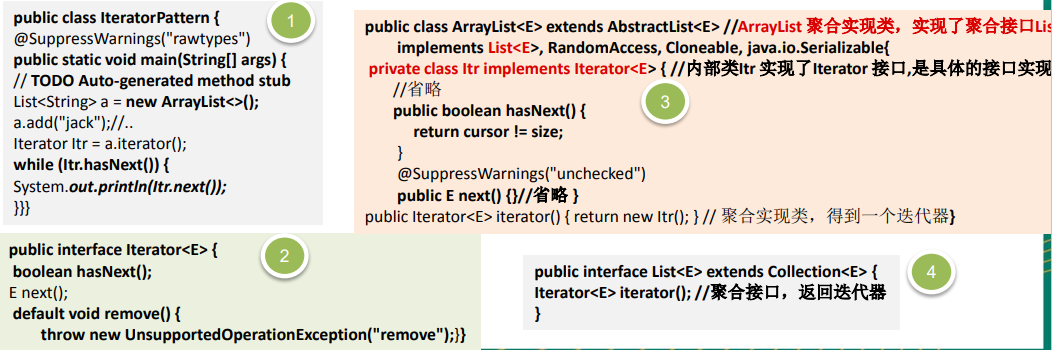 public class IteratorPattern {
@SuppressWarnings("rawtypes")
public static void main(String[] args) {
// TODO Auto-generated method stub
List<String> a = new ArrayList<>();
a.add("jack");//..
Iterator Itr = a.iterator();
while (Itr.hasNext()) {
System.out.println(Itr.next());
}}}
1
public interface Iterator<E> {
boolean hasNext();
E next();
default void remove() {
throw new UnsupportedOperationException("remove");}}
2
public class ArrayList<E> extends AbstractList<E> //ArrayList 聚合实现类，实现了聚合接口Lis
implements List<E>, RandomAccess, Cloneable, java.io.Serializable{
private class Itr implements Iterator<E> { //内部类Itr 实现了Iterator 接口,是具体的接口实现
//省略
public boolean hasNext() {
return cursor != size;
}
@SuppressWarnings("unchecked")
public E next() {}//省略 }
public Iterator<E> iterator() { return new Itr(); } // 聚合实现类，得到一个迭代器}
3
public interface List<E> extends Collection<E> {
Iterator<E> iterator(); //聚合接口，返回迭代器
}
4